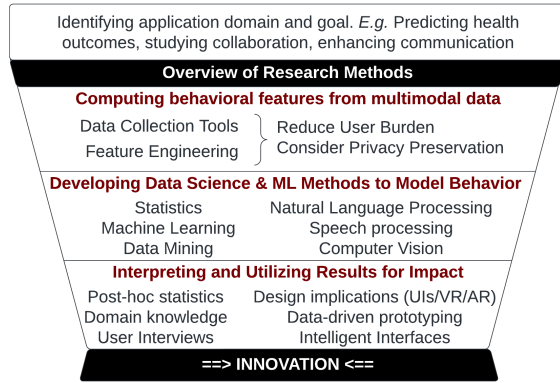 Identifying application domain and goal. E.g. Predicting health
outcomes, studying collaboration, enhancing communication
Overview of Research Methods
Computing behavioral features from multimodal data
Data Collection Tools
Feature Engineering
Reduce User Burden
Consider Privacy Preservation
Developing Data Science & ML Methods to Model Behavior
Statistics Natural Language Processing
Machine Learning Speech processing
Data Mining Computer Vision
Interpreting and Utilizing Results for Impact
Post-hoc statistics Design implications (UIs/VR/AR)
Domain knowledge Data-driven prototyping
User Interviews Intelligent Interfaces
==> INNOVATION <==